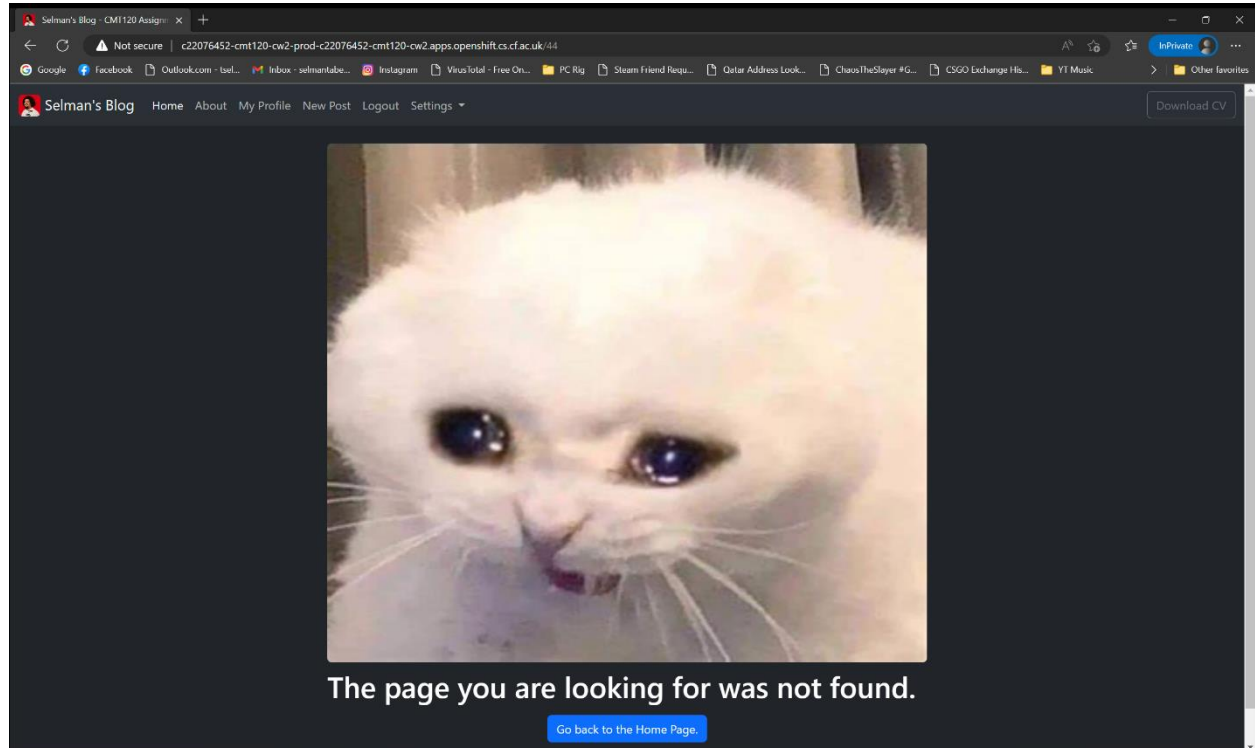 Selman's Blog - CMT120 Assignm
Not secure | c22076452-cmt120-cw2-prod-c22076452-cmt120-cw2.apps.openshift.cs.cf.ac.uk/44
InPrivate
Google Facebook Outlook.com - tsel... Inbox - selmantabe... Instagram VirusTotal - Free On... PC Rig Steam Friend Requ... Qatar Address Look... ChaosTheSlayer #G... CSGO Exchange His... YT Music Other favorites
Selman's Blog Home About My Profile New Post Logout Settings Download CV
The page you are looking for was not found.
Go back to the Home Page.